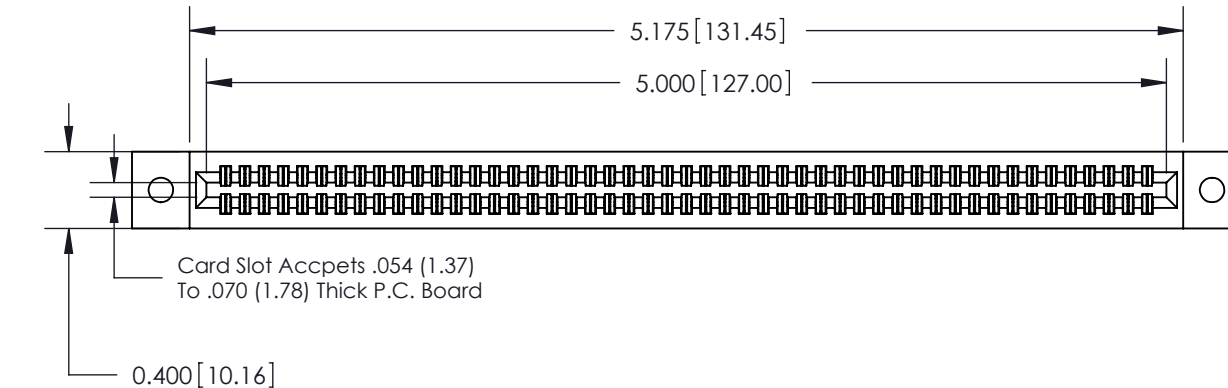 5.175[131.45]
5.000[127.00]
Card Slot Accpets .054 (1.37)
To .070 (1.78) Thick P.C. Board
0.400[10.16]